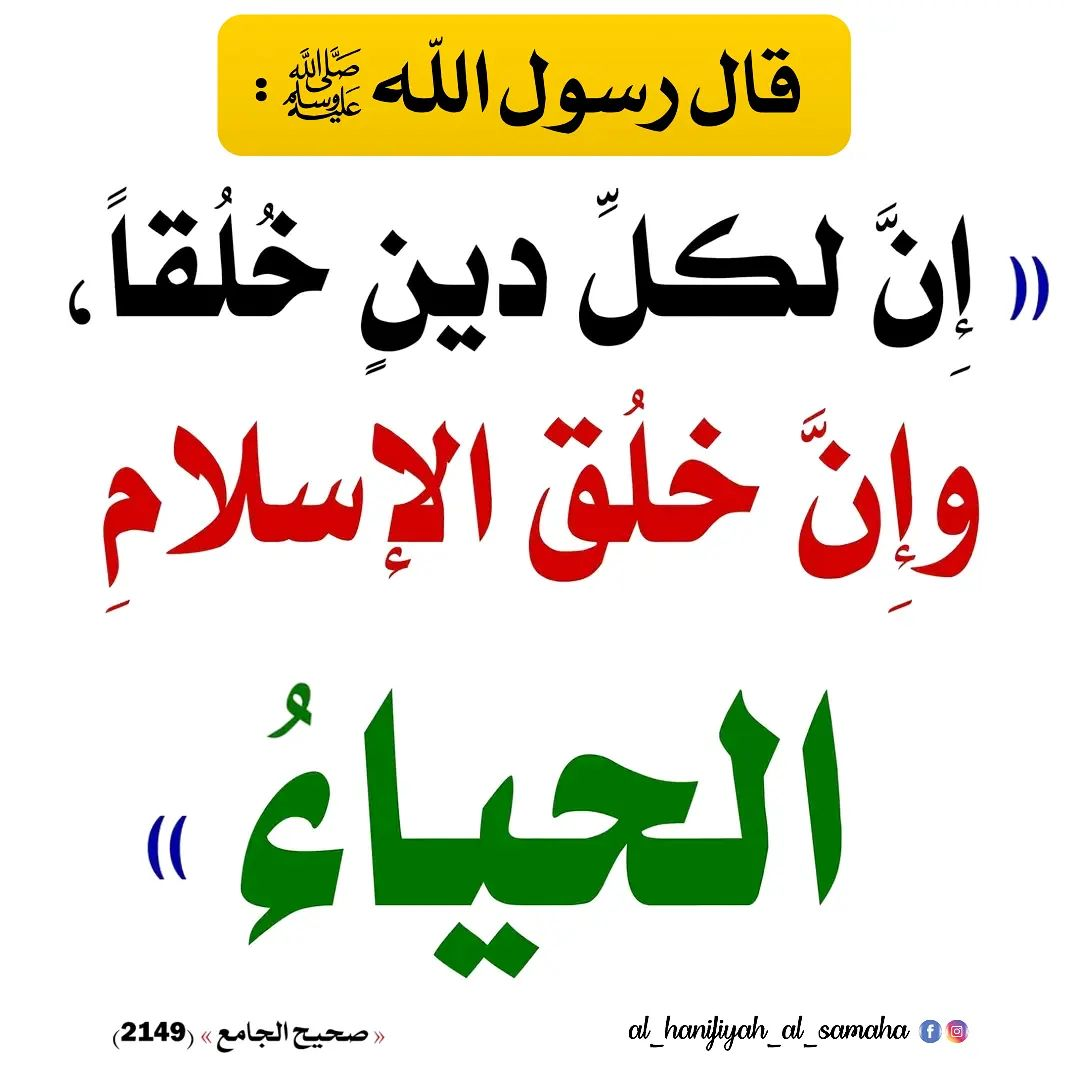 قال رسول الله ﷺ :
(( إِنَّ لكلِّ دينٍ خُلُقاً،
وإِنَّ خلُق الإسلامِ
الحياءُ ))
« صحيح الجامع » (2149)
al_hanifiyah_al_samaha